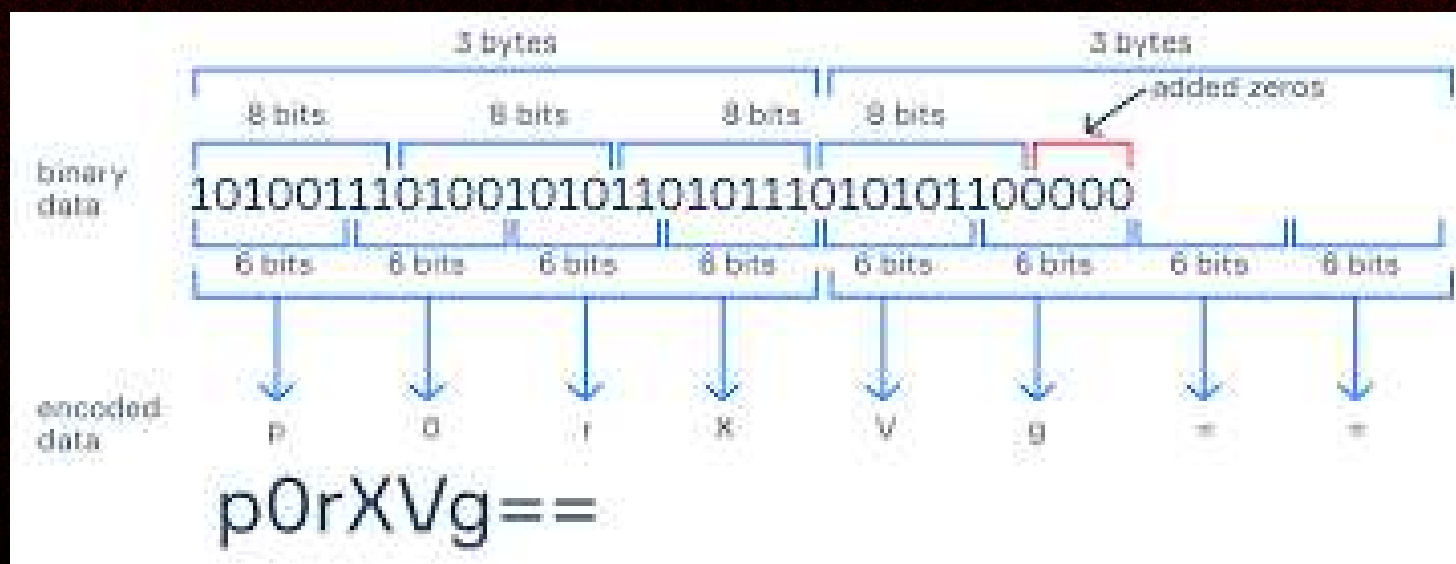 3 bytes 3 bytes
added zeros
8 bits 8 bits 8 bits 8 bits
binary
data
101001110100101011010111010101100000
6 bits 6 bits 6 bits 6 bits 6 bits 6 bits 6 bits 6 bits
encoded
data
p 0 r X V g = =
p0rXVg==